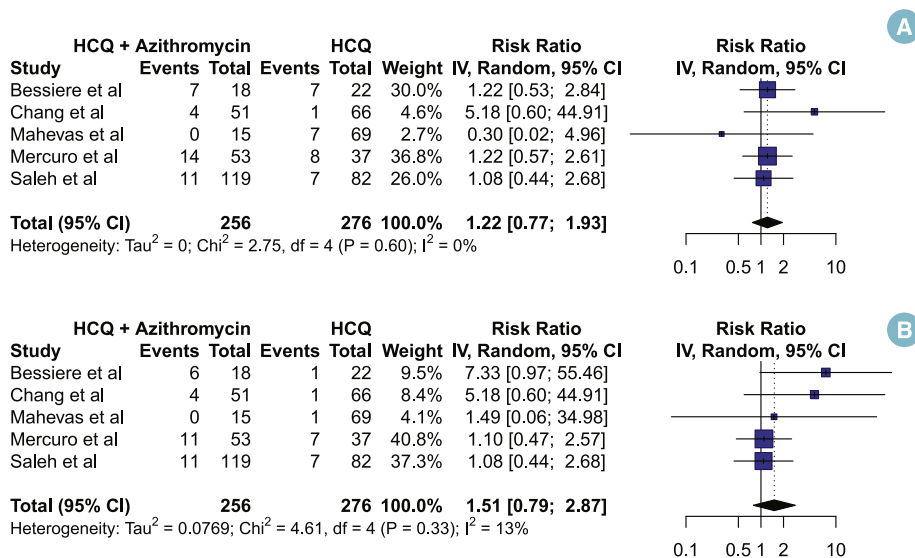 A
HCQ + Azithromycin HCQ Risk Ratio Risk Ratio
Study Events Total Events Total Weight IV, Random, 95% CI IV, Random, 95% CI
Bessiere et al 7 18 7 22 30.0% 1.22 [0.53; 2.84]
Chang et al 4 51 1 66 4.6% 5.18 [0.60; 44.91]
Mahevas et al 0 15 7 69 2.7% 0.30 [0.02; 4.96]
Mercuro et al 14 53 8 37 36.8% 1.22 [0.57; 2.61]
Saleh et al 11 119 7 82 26.0% 1.08 [0.44; 2.68]
Total (95% CI) 256 276 100.0% 1.22 [0.77; 1.93]
Heterogeneity: Tau² = 0; Chi² = 2.75, df = 4 (P = 0.60); I² = 0%
0.1 0.5 1 2 10
B
HCQ + Azithromycin HCQ Risk Ratio Risk Ratio
Study Events Total Events Total Weight IV, Random, 95% CI IV, Random, 95% CI
Bessiere et al 6 18 1 22 9.5% 7.33 [0.97; 55.46]
Chang et al 4 51 1 66 8.4% 5.18 [0.60; 44.91]
Mahevas et al 0 15 1 69 4.1% 1.49 [0.06; 34.98]
Mercuro et al 11 53 7 37 40.8% 1.10 [0.47; 2.57]
Saleh et al 11 119 7 82 37.3% 1.08 [0.44; 2.68]
Total (95% CI) 256 276 100.0% 1.51 [0.79; 2.87]
Heterogeneity: Tau² = 0.0769; Chi² = 4.61, df = 4 (P = 0.33); I² = 13%
0.1 0.5 1 2 10